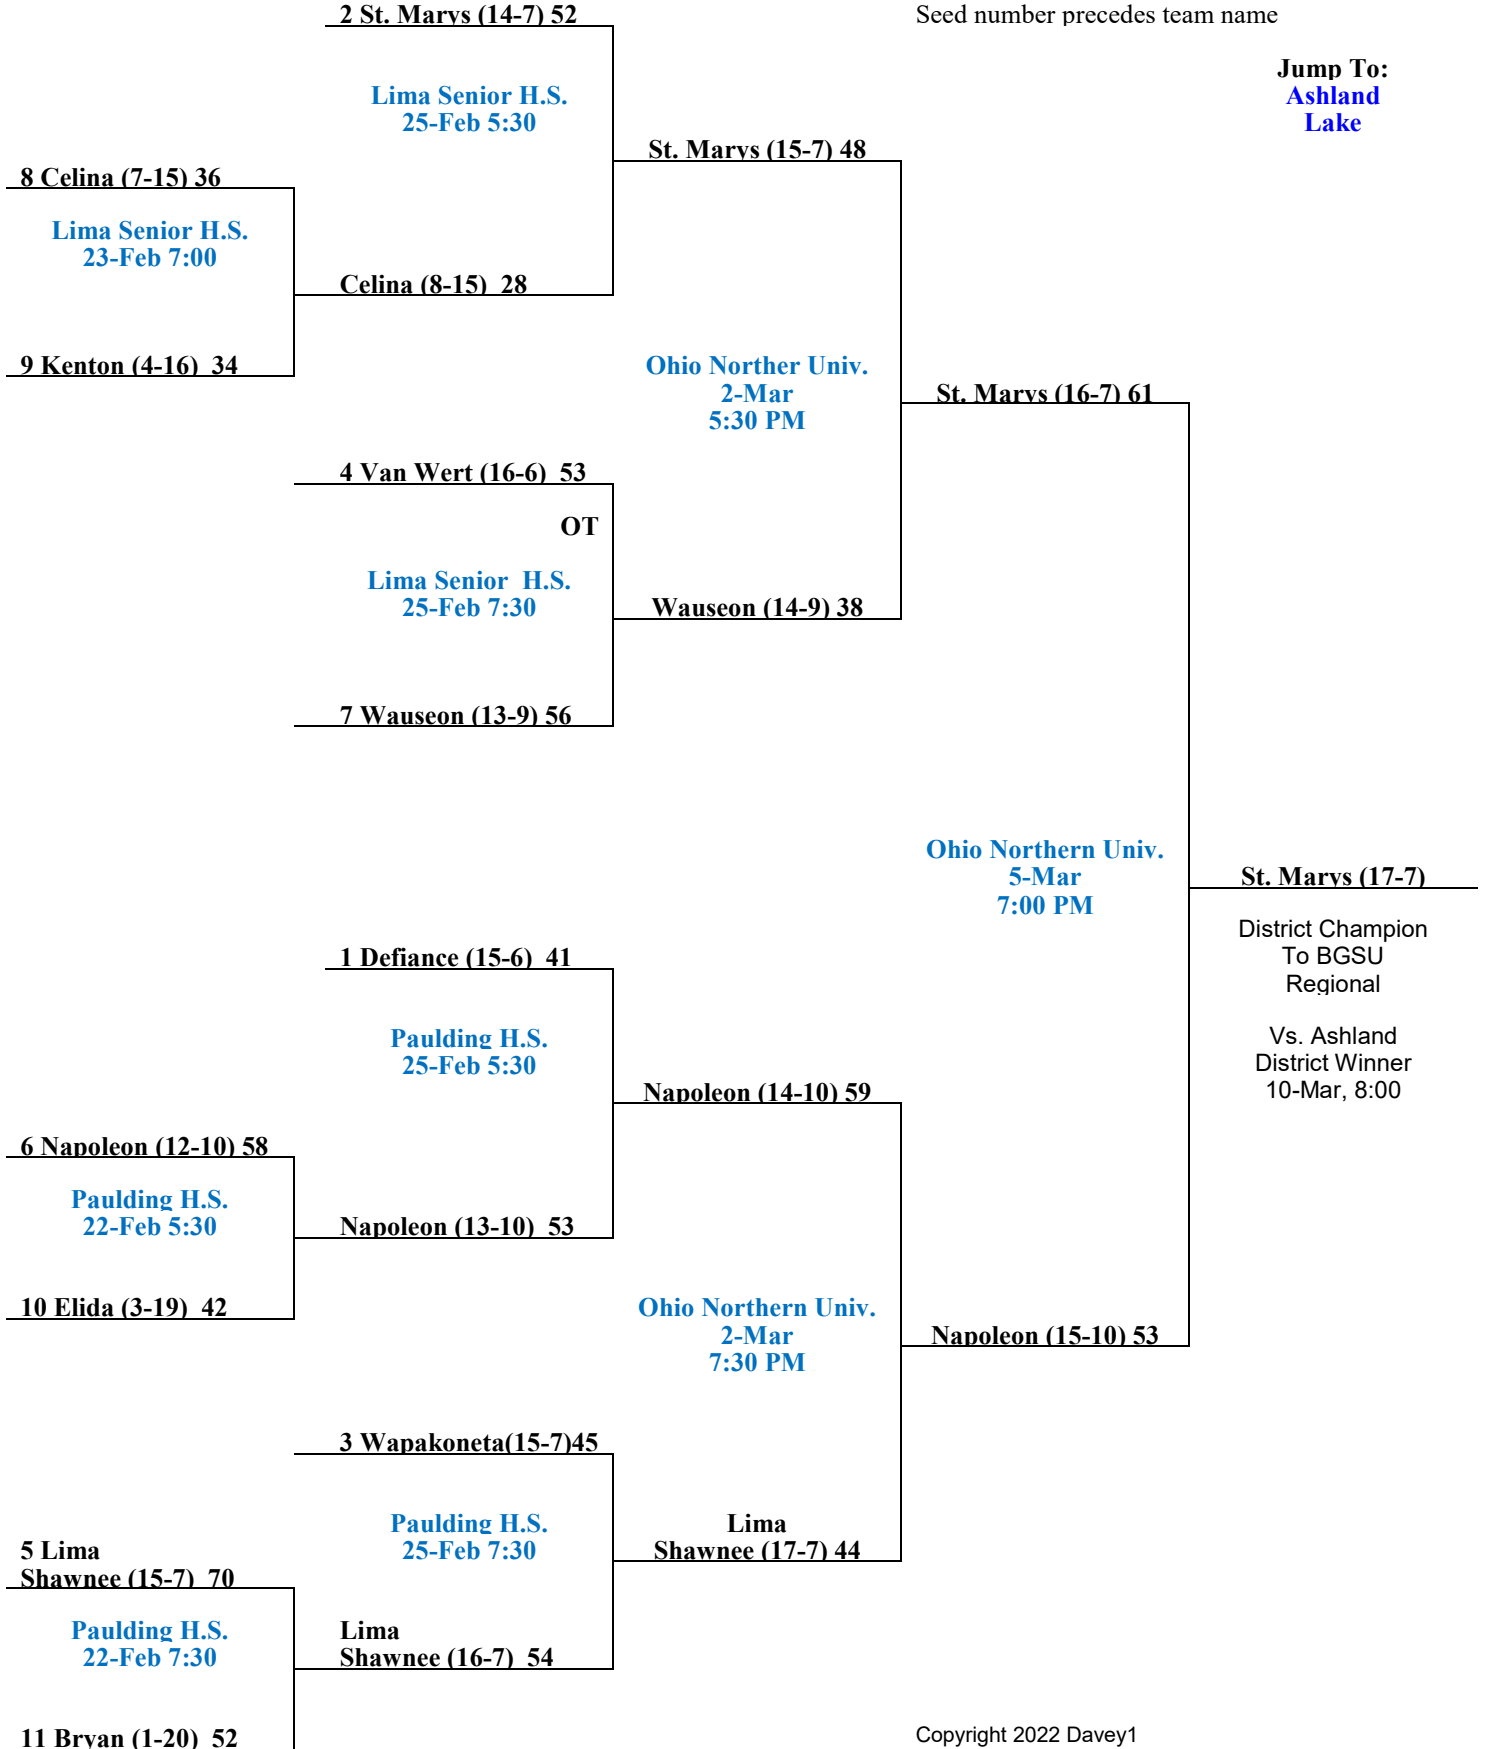 2 St. Marys (14-7) 52
Seed number precedes team name
Jump To:
Ashland
Lake
Lima Senior H.S.
25-Feb 5:30
St. Marys (15-7) 48
8 Celina (7-15) 36
Lima Senior H.S.
23-Feb 7:00
Celina (8-15) 28
9 Kenton (4-16) 34
Ohio Norther Univ.
2-Mar
5:30 PM
St. Marys (16-7) 61
4 Van Wert (16-6) 53
OT
Lima Senior H.S.
25-Feb 7:30
Wauseon (14-9) 38
7 Wauseon (13-9) 56
Ohio Northern Univ.
5-Mar
7:00 PM
St. Marys (17-7)
District Champion
To BGSU
Regional
Vs. Ashland
District Winner
10-Mar, 8:00
1 Defiance (15-6) 41
Paulding H.S.
25-Feb 5:30
Napoleon (14-10) 59
6 Napoleon (12-10) 58
Paulding H.S.
22-Feb 5:30
Napoleon (13-10) 53
10 Elida (3-19) 42
Ohio Northern Univ.
2-Mar
7:30 PM
Napoleon (15-10) 53
3 Wapakoneta(15-7)45
Paulding H.S.
25-Feb 7:30
Lima
Shawnee (17-7) 44
5 Lima
Shawnee (15-7) 70
Paulding H.S.
22-Feb 7:30
Lima
Shawnee (16-7) 54
11 Bryan (1-20) 52
Copyright 2022 Davey1